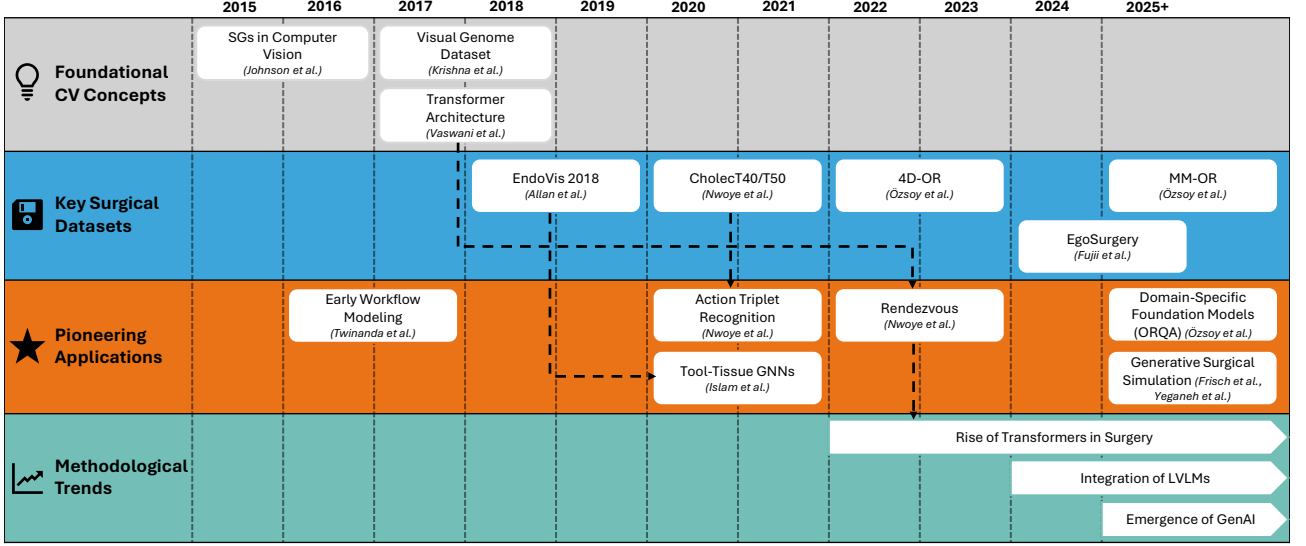 2015 2016 2017 2018 2019 2020 2021 2022 2023 2024 2025+
Foundational
CV Concepts
SGs in Computer
Vision
(Johnson et al.)
Visual Genome
Dataset
(Krishna et al.)
Transformer
Architecture
(Vaswani et al.)
Key Surgical
Datasets
EndoVis 2018
(Allan et al.)
CholecT40/T50
(Nwoye et al.)
4D-OR
(Özsoy et al.)
MM-OR
(Özsoy et al.)
EgoSurgery
(Fujii et al.)
Pioneering
Applications
Early Workflow
Modeling
(Twinanda et al.)
Action Triplet
Recognition
(Nwoye et al.)
Rendezvous
(Nwoye et al.)
Domain-Specific
Foundation Models
(ORQA) (Özsoy et al.)
Tool-Tissue GNNs
(Islam et al.)
Generative Surgical
Simulation (Frisch et al.,
Yeganeh et al.)
Methodological
Trends
Rise of Transformers in Surgery
Integration of LVLMs
Emergence of GenAI